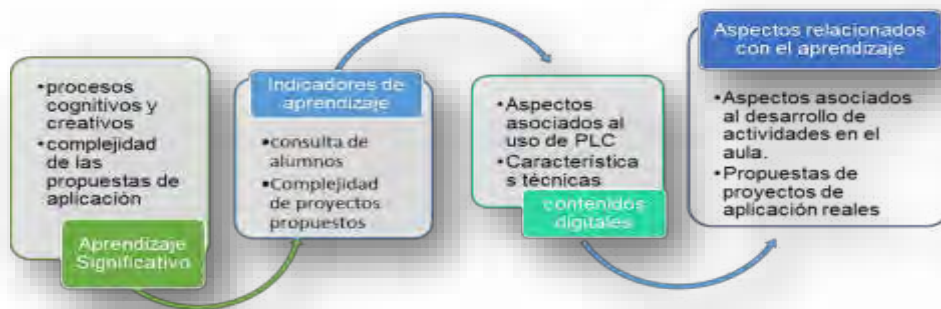 •procesos
cognitivos y
creativos
•complejidad
de las
propuestas de
aplicación
Aprendizaje
Significativo
Indicadores de
aprendizaje
•consulta de
alumnos
•Complejidad
de proyectos
propuestos
•Aspectos
asociados al
uso de PLC
•Característica
s técnicas
contenidos
digitales
Aspectos relacionados
con el aprendizaje
•Aspectos asociados
al desarrollo de
actividades en el
aula.
•Propuestas de
proyectos de
aplicación reales